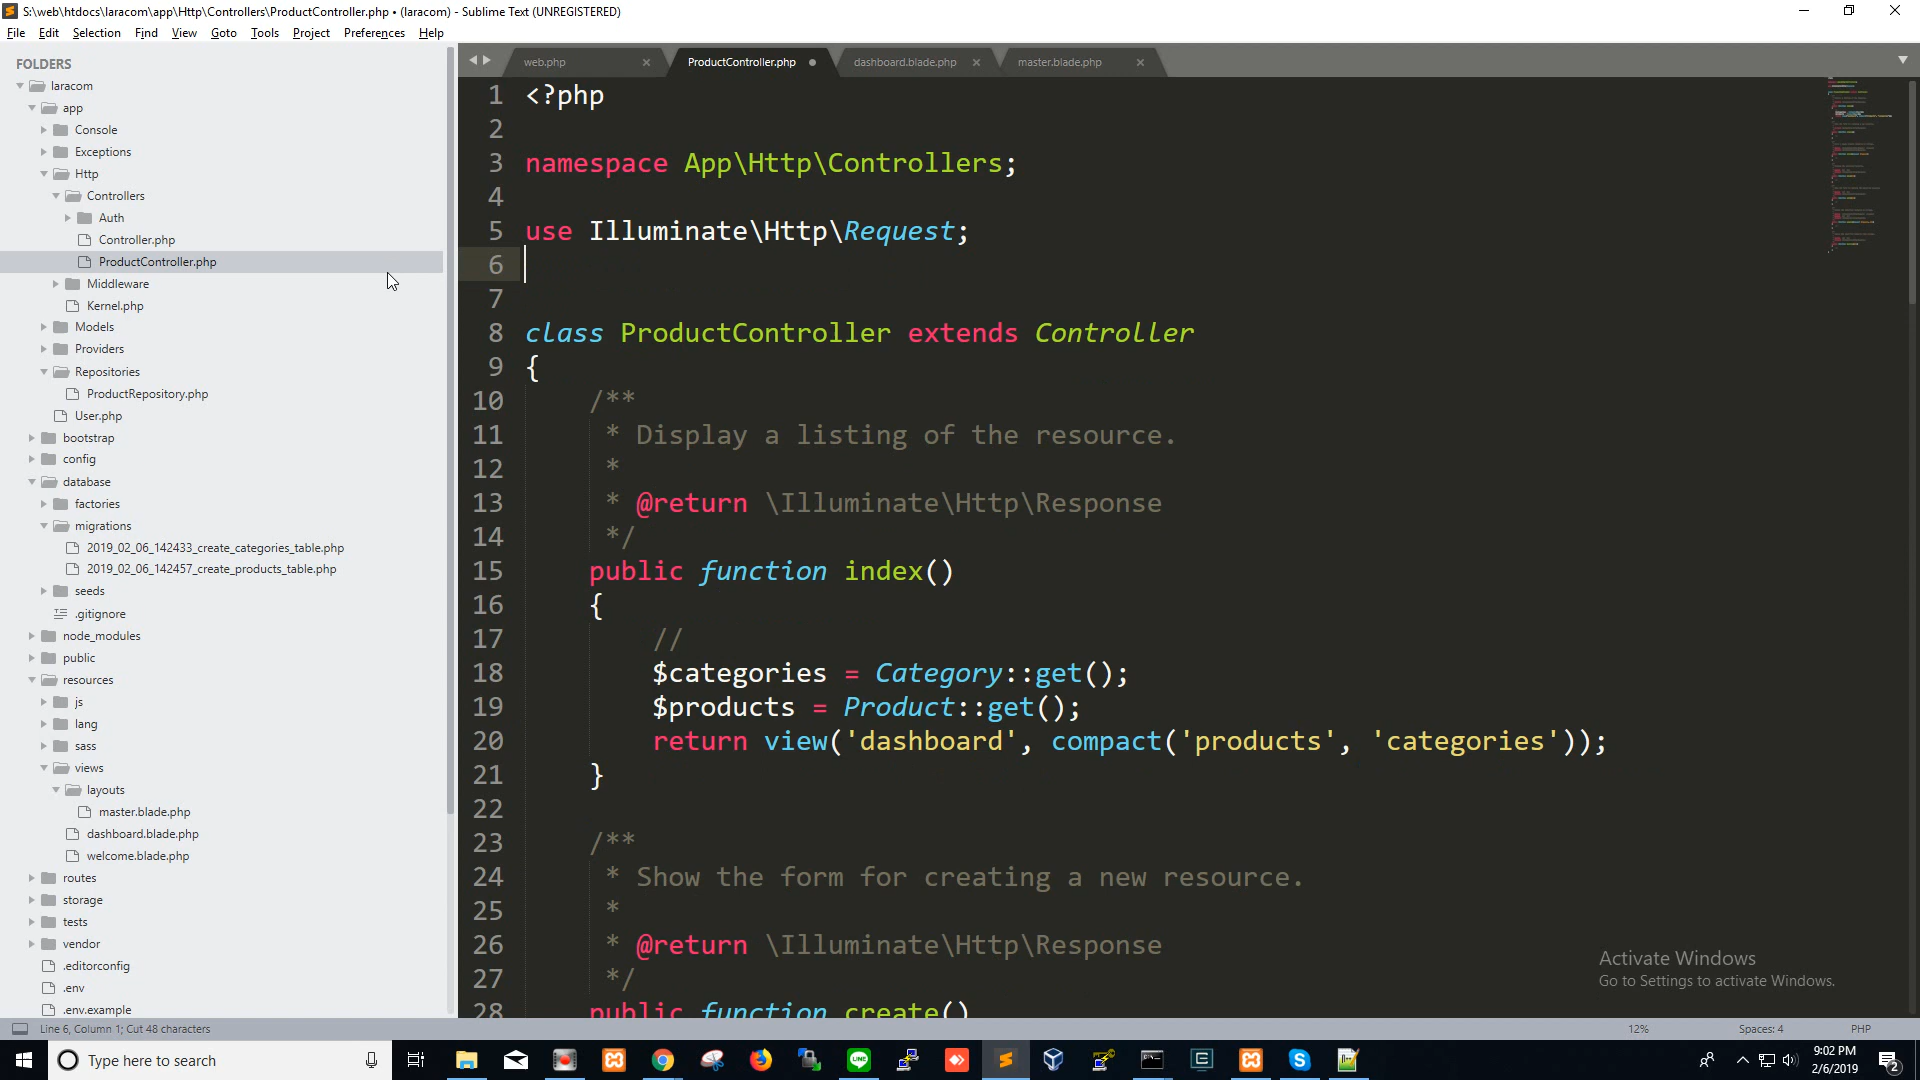 S:\web\htdocs\laracom\app\Http\Controllers\ProductController.php • (laracom) - Sublime Text (UNREGISTERED)
File Edit Selection Find View Goto Tools Project Preferences Help
FOLDERS
laracom
app
Console
Exceptions
Http
Controllers
Auth
Controller.php
ProductController.php
Middleware
Kernel.php
Models
Providers
Repositories
ProductRepository.php
User.php
bootstrap
config
database
factories
migrations
2019_02_06_142433_create_categories_table.php
2019_02_06_142457_create_products_table.php
seeds
.gitignore
node_modules
public
resources
js
lang
sass
views
layouts
master.blade.php
dashboard.blade.php
welcome.blade.php
routes
storage
tests
vendor
.editorconfig
.env
.env.example
web.php ProductController.php dashboard.blade.php master.blade.php
1 <?php
2
3 namespace App\Http\Controllers;
4
5 use Illuminate\Http\Request;
6
7
8 class ProductController extends Controller
9 {
10 /**
11 * Display a listing of the resource.
12 *
13 * @return \Illuminate\Http\Response
14 */
15 public function index()
16 {
17 //
18 $categories = Category::get();
19 $products = Product::get();
20 return view('dashboard', compact('products', 'categories'));
21 }
22
23 /**
24 * Show the form for creating a new resource.
25 *
26 * @return \Illuminate\Http\Response
27 */
28 public function create()
Activate Windows
Go to Settings to activate Windows.
Line 6, Column 1; Cut 48 characters 12% Spaces: 4 PHP
Type here to search
9:02 PM
2/6/2019
2